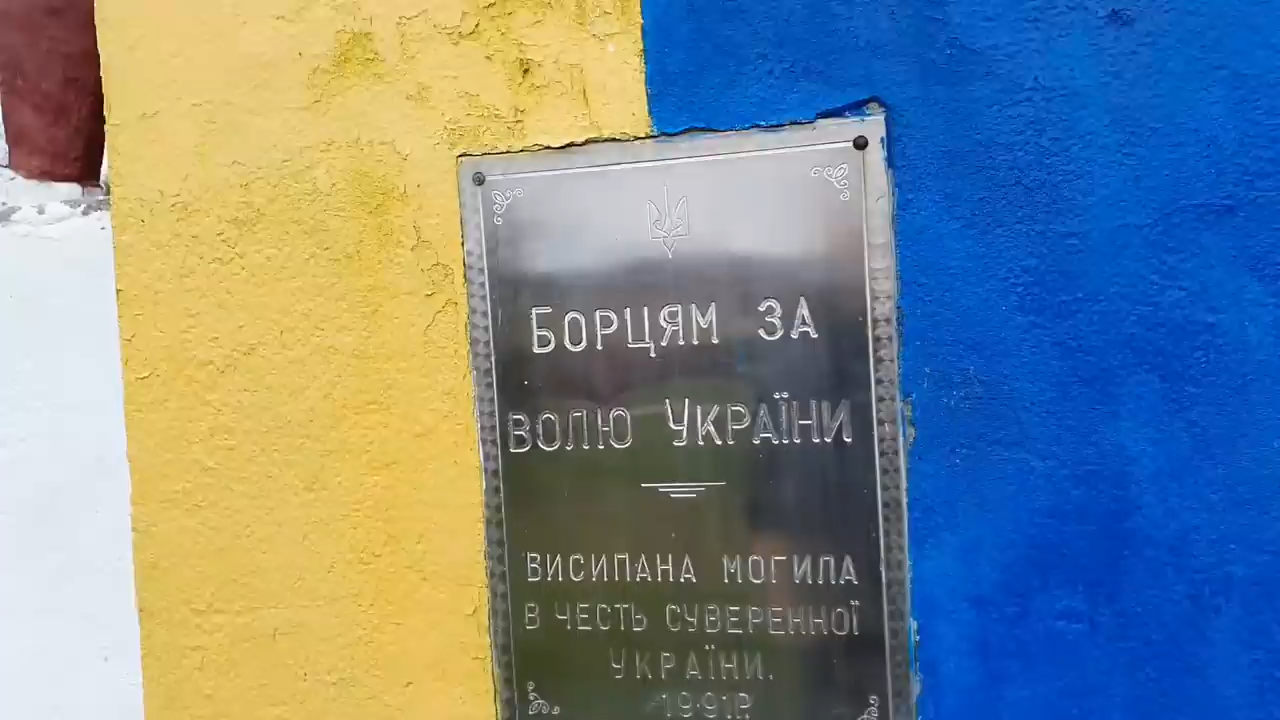 БОРЦЯМ ЗА
ВОЛЮ УКРАЇНИ
ВИСИПАНА МОГИЛА
В ЧЕСТЬ СУВЕРЕННОЇ
УКРАЇНИ.
1991Р.